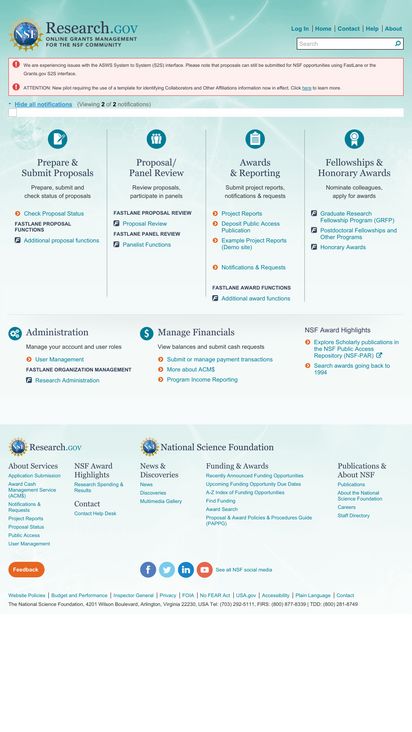 NSF
Research.GOV
ONLINE GRANTS MANAGEMENT
FOR THE NSF COMMUNITY
Log In | Home | Contact | Help | About
Search
We are experiencing issues with the ASWS System to System (S2S) interface. Please note that proposals can still be submitted for NSF opportunities using FastLane or the
Grants.gov S2S interface.
ATTENTION: New pilot requiring the use of a template for identifying Collaborators and Other Affiliations information now in effect. Click here to learn more.
Hide all notifications (Viewing 2 of 2 notifications)
Prepare &
Submit Proposals
Prepare, submit and
check status of proposals
Check Proposal Status
FASTLANE PROPOSAL
FUNCTIONS
Additional proposal functions
Proposal/
Panel Review
Review proposals,
participate in panels
FASTLANE PROPOSAL REVIEW
Proposal Review
FASTLANE PANEL REVIEW
Panelist Functions
Awards
& Reporting
Submit project reports,
notifications & requests
Project Reports
Deposit Public Access
Publication
Example Project Reports
(Demo site)
Notifications & Requests
FASTLANE AWARD FUNCTIONS
Additional award functions
Fellowships &
Honorary Awards
Nominate colleagues,
apply for awards
Graduate Research
Fellowship Program (GRFP)
Postdoctoral Fellowships and
Other Programs
Honorary Awards
Administration
Manage your account and user roles
User Management
FASTLANE ORGANIZATION MANAGEMENT
Research Administration
$
Manage Financials
View balances and submit cash requests
Submit or manage payment transactions
More about ACM$
Program Income Reporting
NSF Award Highlights
Explore Scholarly publications in
the NSF Public Access
Repository (NSF-PAR)
Search awards going back to
1994
NSF
Research.GOV
NSF
National Science Foundation
About Services
Application Submission
Award Cash
Management Service
(ACM$)
Notifications &
Requests
Project Reports
Proposal Status
Public Access
User Management
NSF Award
Highlights
Research Spending &
Results
Contact
Contact Help Desk
News &
Discoveries
News
Discoveries
Multimedia Gallery
Funding & Awards
Recently Announced Funding Opportunities
Upcoming Funding Opportunity Due Dates
A-Z Index of Funding Opportunities
Find Funding
Award Search
Proposal & Award Policies & Procedures Guide
(PAPPG)
Publications &
About NSF
Publications
About the National
Science Foundation
Careers
Staff Directory
Feedback
See all NSF social media
Website Policies | Budget and Performance | Inspector General | Privacy | FOIA | No FEAR Act | USA.gov | Accessibility | Plain Language | Contact
The National Science Foundation, 4201 Wilson Boulevard, Arlington, Virginia 22230, USA Tel: (703) 292-5111, FIRS: (800) 877-8339 | TDD: (800) 281-8749